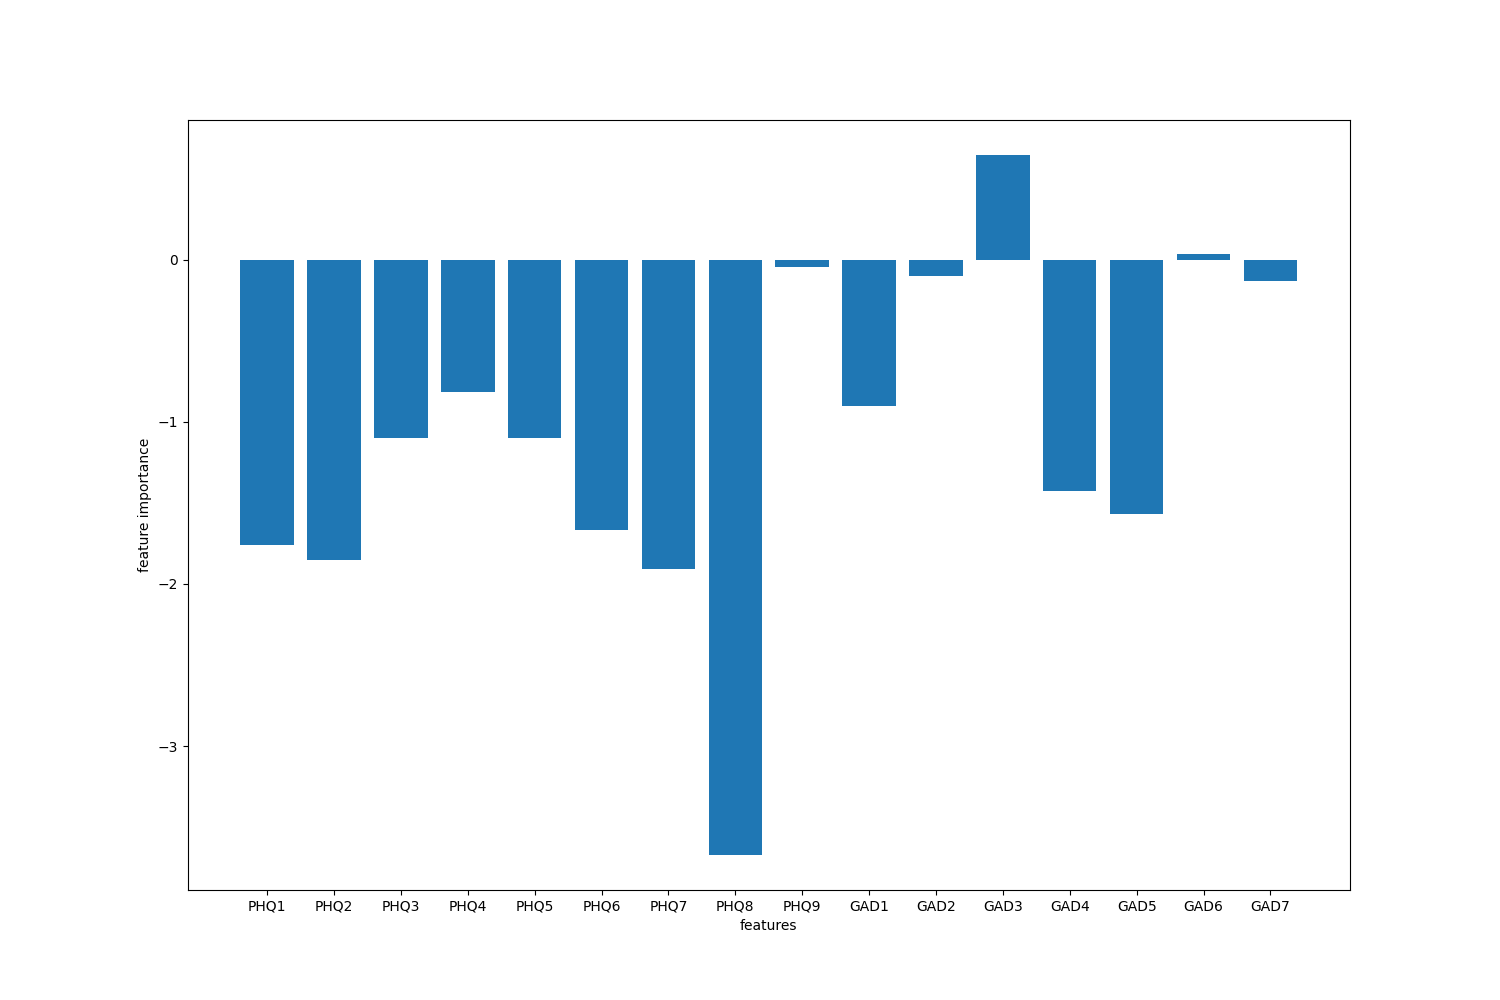 0
−1
−2
−3
feature importance
PHQ1 PHQ2 PHQ3 PHQ4 PHQ5 PHQ6 PHQ7 PHQ8 PHQ9 GAD1 GAD2 GAD3 GAD4 GAD5 GAD6 GAD7
features